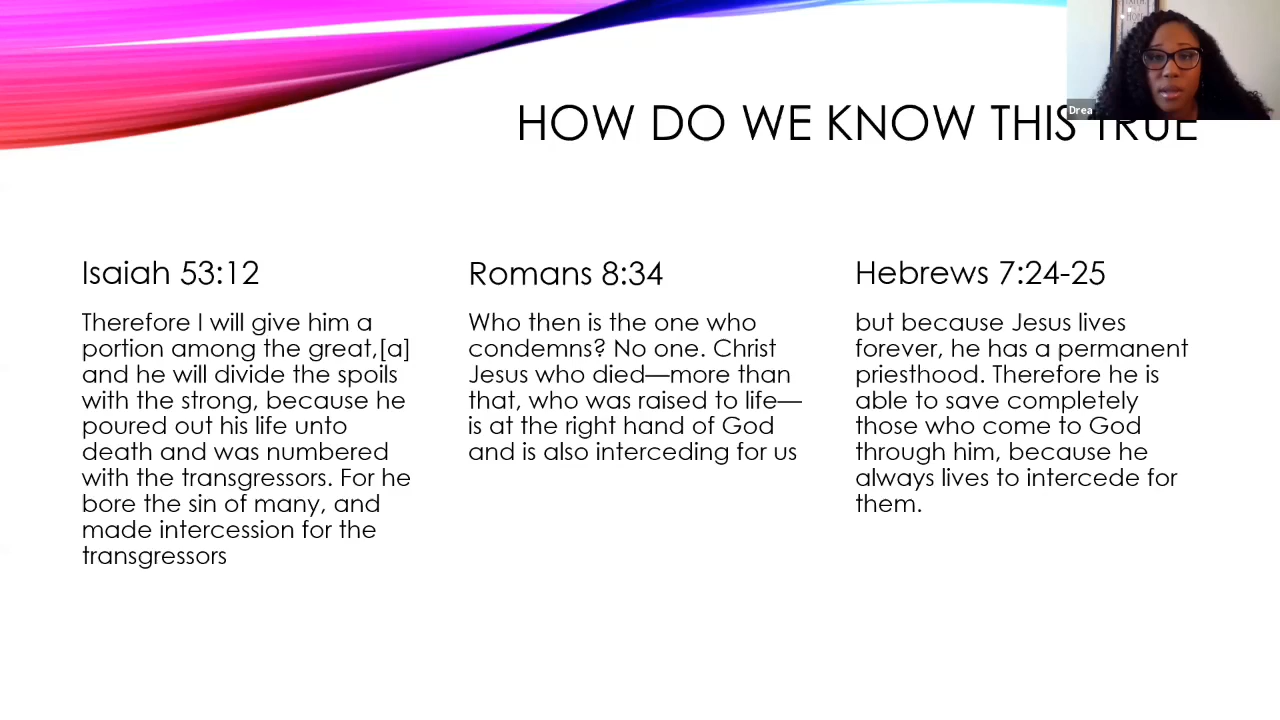 HOW DO WE KNOW THIS TRUE
Drea
Isaiah 53:12
Therefore I will give him a
portion among the great,[a]
and he will divide the spoils
with the strong, because he
poured out his life unto
death and was numbered
with the transgressors. For he
bore the sin of many, and
made intercession for the
transgressors
Romans 8:34
Who then is the one who
condemns? No one. Christ
Jesus who died—more than
that, who was raised to life—
is at the right hand of God
and is also interceding for us
Hebrews 7:24-25
but because Jesus lives
forever, he has a permanent
priesthood. Therefore he is
able to save completely
those who come to God
through him, because he
always lives to intercede for
them.